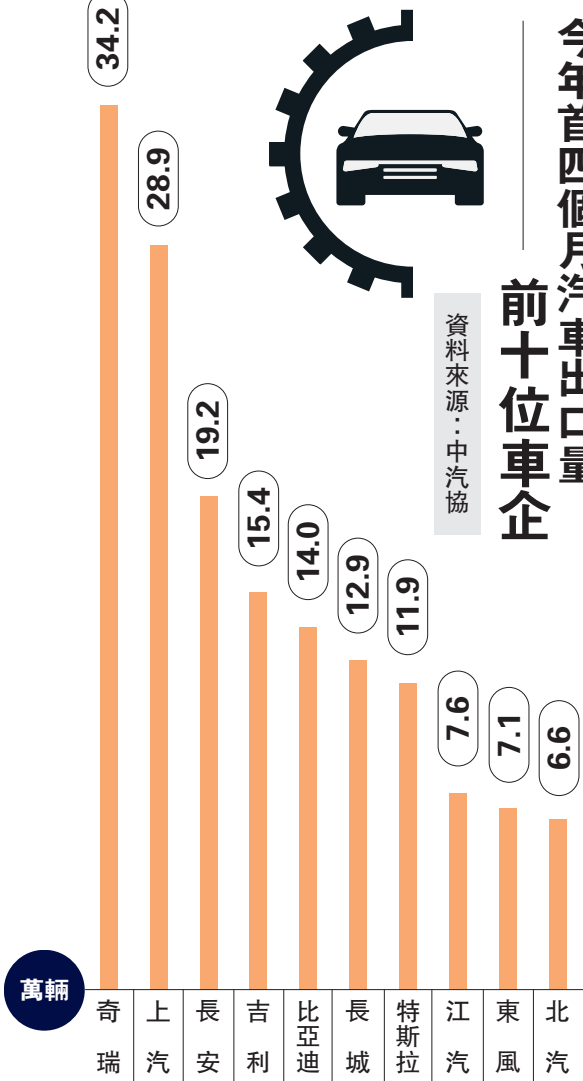 今年首四個月汽車出口量
前十位車企
資料來源：中汽協
34.2
28.9
19.2
15.4
14.0
12.9
11.9
7.6
7.1
6.6
萬輛
奇瑞
上汽
長安
吉利
比亞迪
長城
特斯拉
江汽
東風
北汽